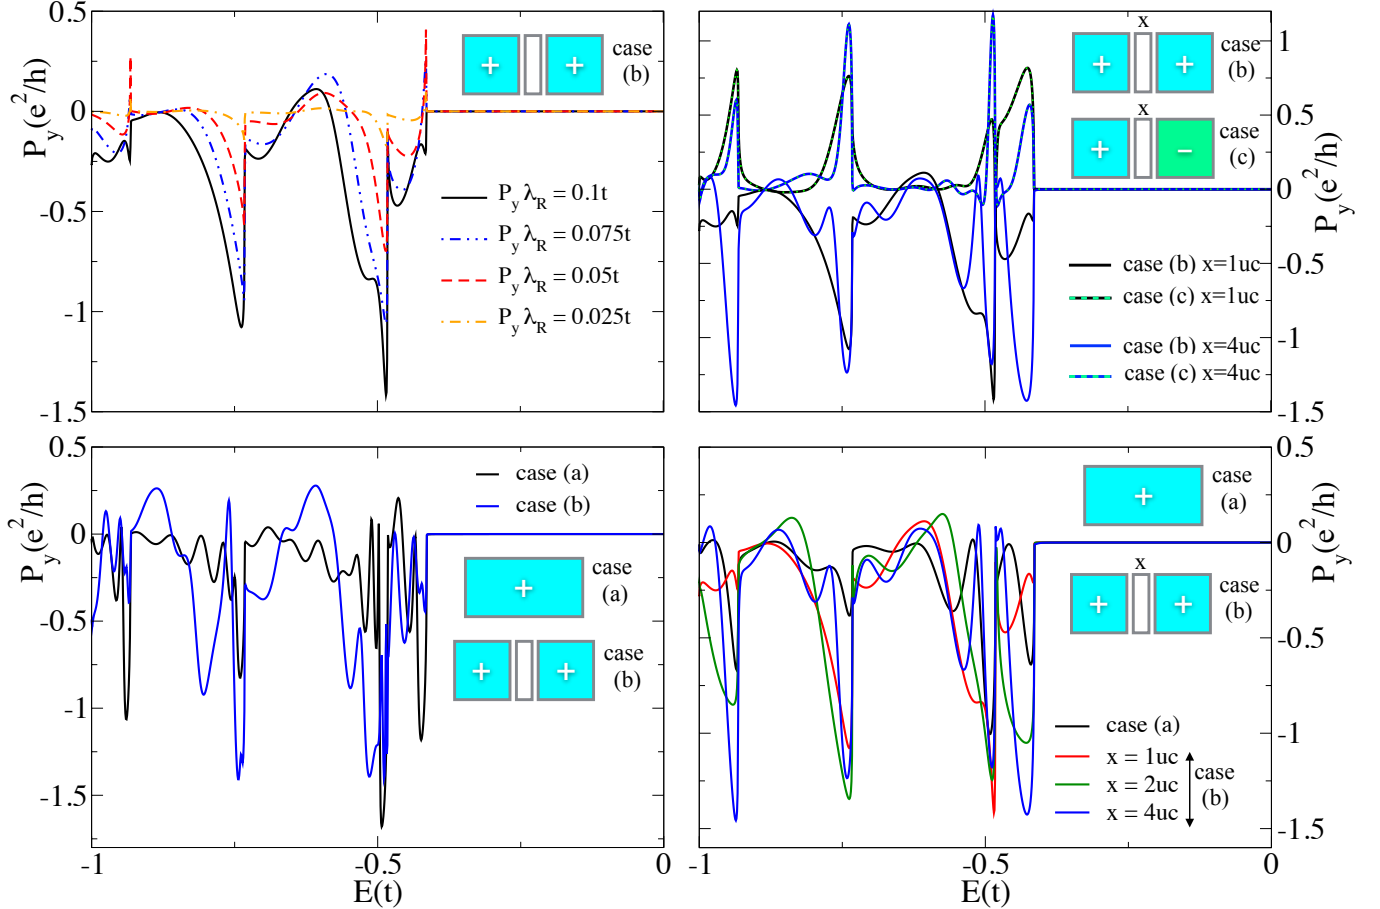 0.5
0
-0.5
-1
-1.5
P_y(e^2/h)
-1
-0.5
0
+
+
case
(b)
P_y λ_R = 0.1t
P_y λ_R = 0.075t
P_y λ_R = 0.05t
P_y λ_R = 0.025t
x
+
+
case
(b)
x
+
-
case
(c)
1
0.5
0
-0.5
-1
-1.5
P_y(e^2/h)
case (b) x=1uc
case (c) x=1uc
case (b) x=4uc
case (c) x=4uc
0.5
0
-0.5
-1
-1.5
P_y(e^2/h)
case (a)
case (b)
+
case
(a)
+
+
case
(b)
-1
-0.5
0
E(t)
+
case
(a)
x
+
+
case
(b)
0.5
0
-0.5
-1
-1.5
P_y(e^2/h)
case (a)
x = 1uc
x = 2uc
x = 4uc
case
(b)
-1
-0.5
0
E(t)